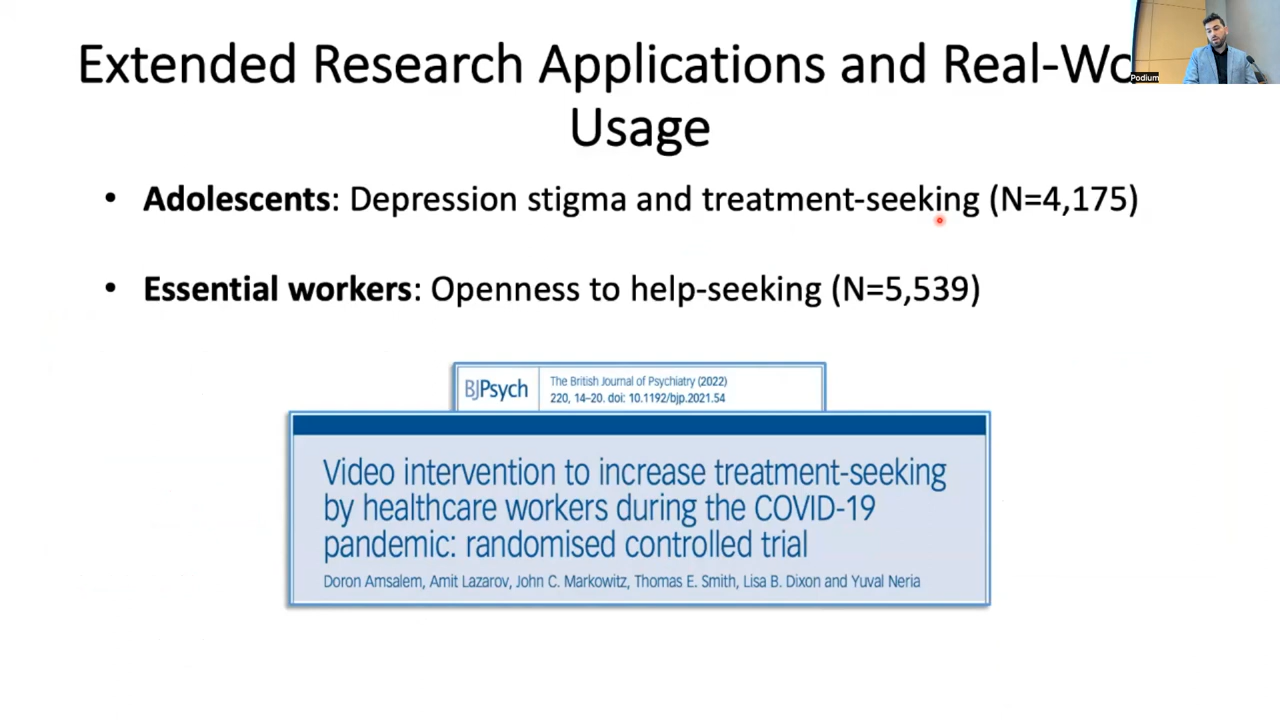 Extended Research Applications and Real-Wo
Usage
Podium
• Adolescents: Depression stigma and treatment-seeking (N=4,175)
• Essential workers: Openness to help-seeking (N=5,539)
BJPsych
The British Journal of Psychiatry (2022)
220, 14–20. doi: 10.1192/bjp.2021.54
Video intervention to increase treatment-seeking
by healthcare workers during the COVID-19
pandemic: randomised controlled trial
Doron Amsalem, Amit Lazarov, John C. Markowitz, Thomas E. Smith, Lisa B. Dixon and Yuval Neria